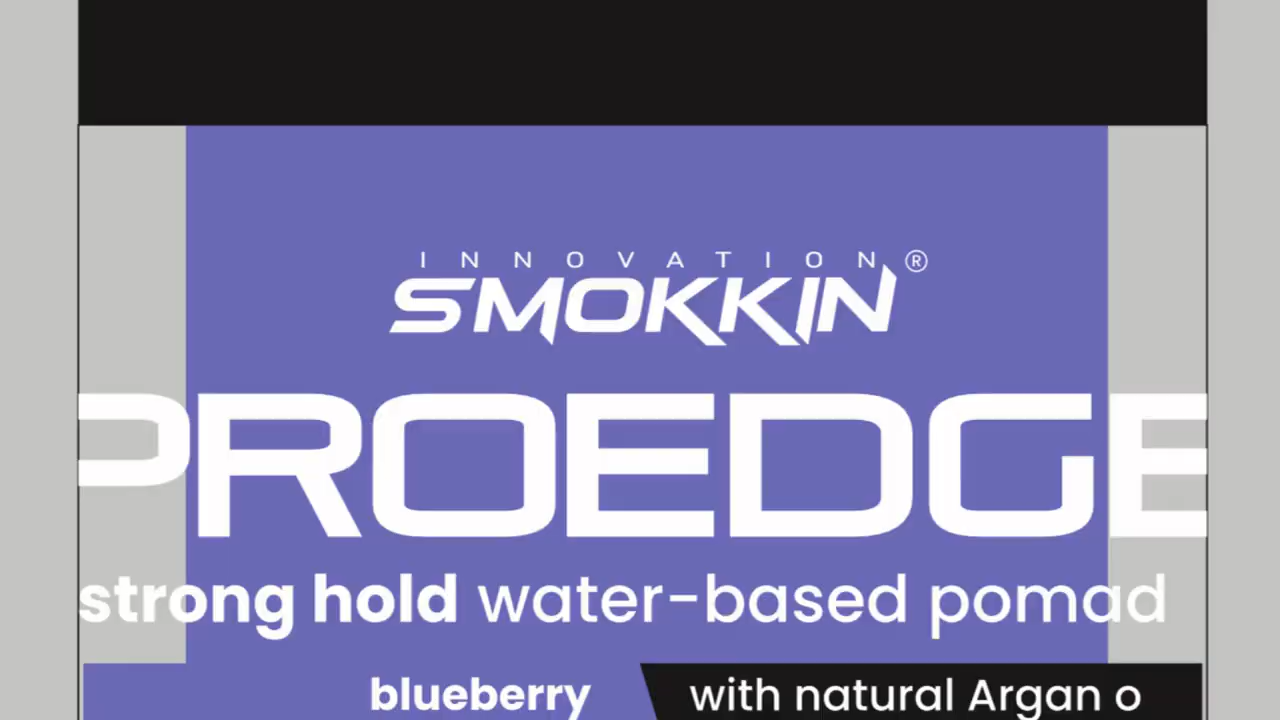 INNOVATION®
SMOKKIN
PROEDGE
strong hold water-based pomad
blueberry
with natural Argan o